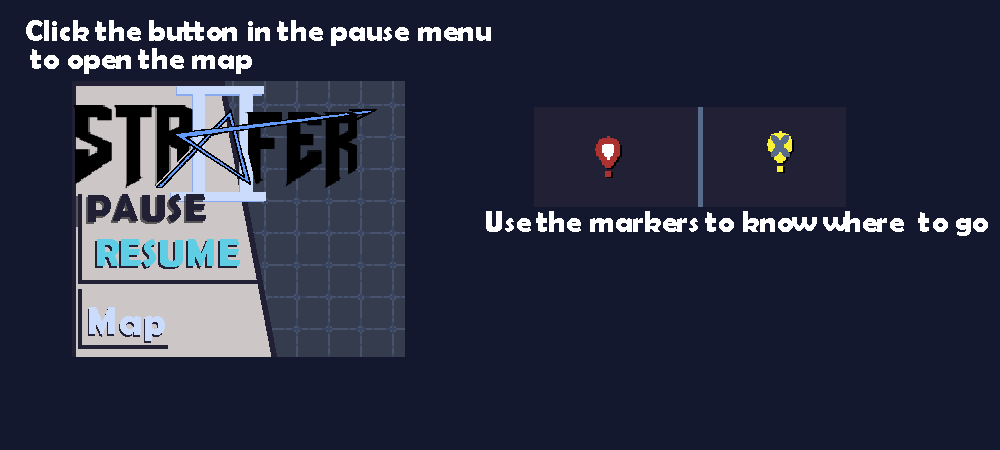 Click the button in the pause menu
to open the map
STRAFER
II
PAUSE
RESUME
Map
Use the markers to know where to go